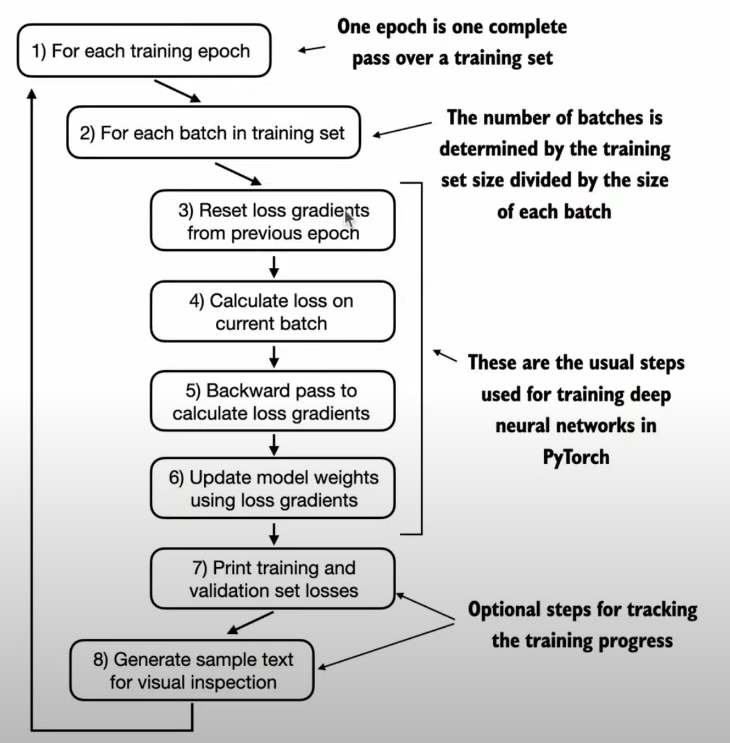 1) For each training epoch
One epoch is one complete
pass over a training set
2) For each batch in training set
The number of batches is
determined by the training
set size divided by the size
of each batch
3) Reset loss gradients
from previous epoch
4) Calculate loss on
current batch
5) Backward pass to
calculate loss gradients
These are the usual steps
used for training deep
neural networks in
PyTorch
6) Update model weights
using loss gradients
7) Print training and
validation set losses
Optional steps for tracking
the training progress
8) Generate sample text
for visual inspection